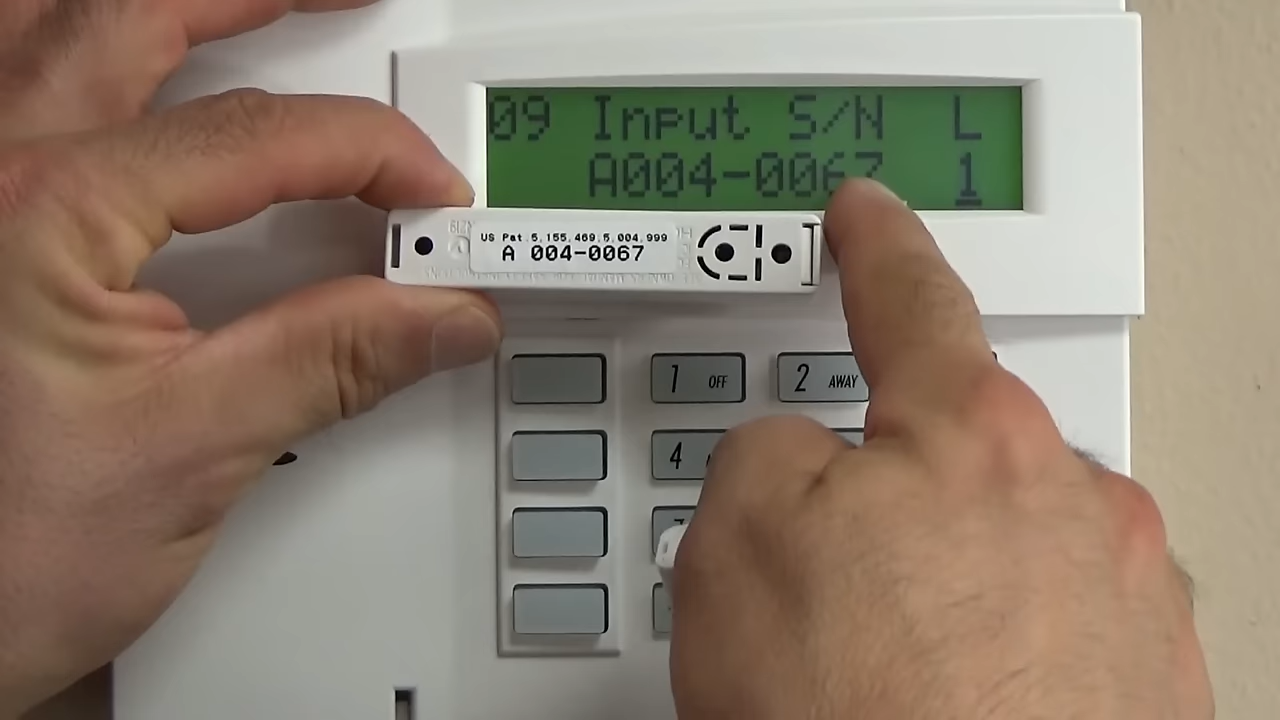 09 Input S/N L
A004-0067 1
US Pat.5,155,469.5,004,999
A 004-0067
1 OFF
2 AWAY
4